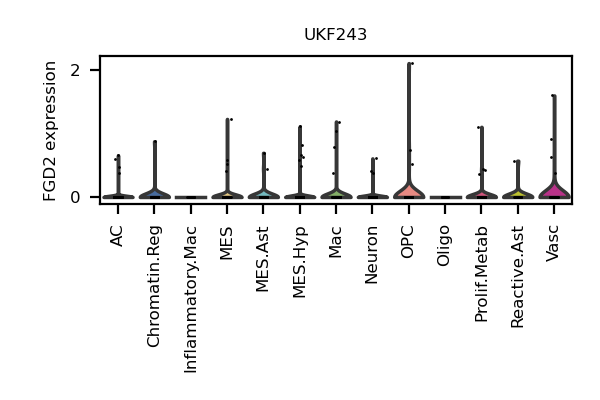 UKF243
FGD2 expression
2
0
AC
Chromatin.Reg
Inflammatory.Mac
MES
MES.Ast
MES.Hyp
Mac
Neuron
OPC
Oligo
Prolif.Metab
Reactive.Ast
Vasc